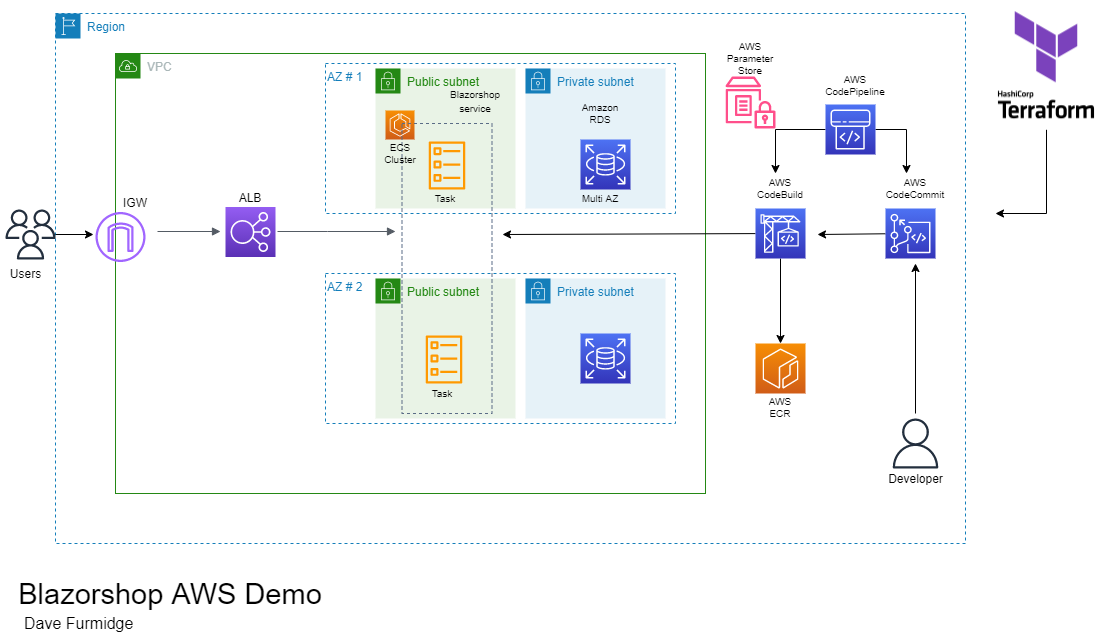 Region
VPC
AZ # 1
Public subnet
Blazorshop
service
ECS
Cluster
Task
Private subnet
Amazon
RDS
Multi AZ
AWS
Parameter
Store
AWS
CodePipeline
HashiCorp
Terraform
AWS
CodeBuild
AWS
CodeCommit
IGW
ALB
Users
AZ # 2
Public subnet
Task
Private subnet
AWS
ECR
Developer
Blazorshop AWS Demo
Dave Furmidge